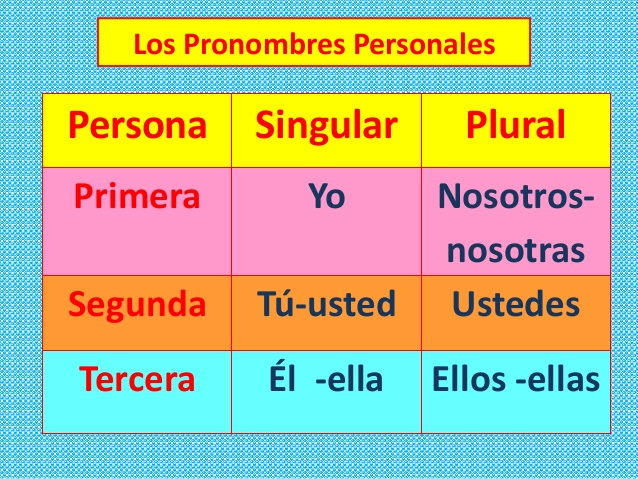 Los Pronombres Personales
Persona Singular Plural
Primera Yo Nosotros-
nosotras
Segunda Tú-usted Ustedes
Tercera Él -ella Ellos -ellas